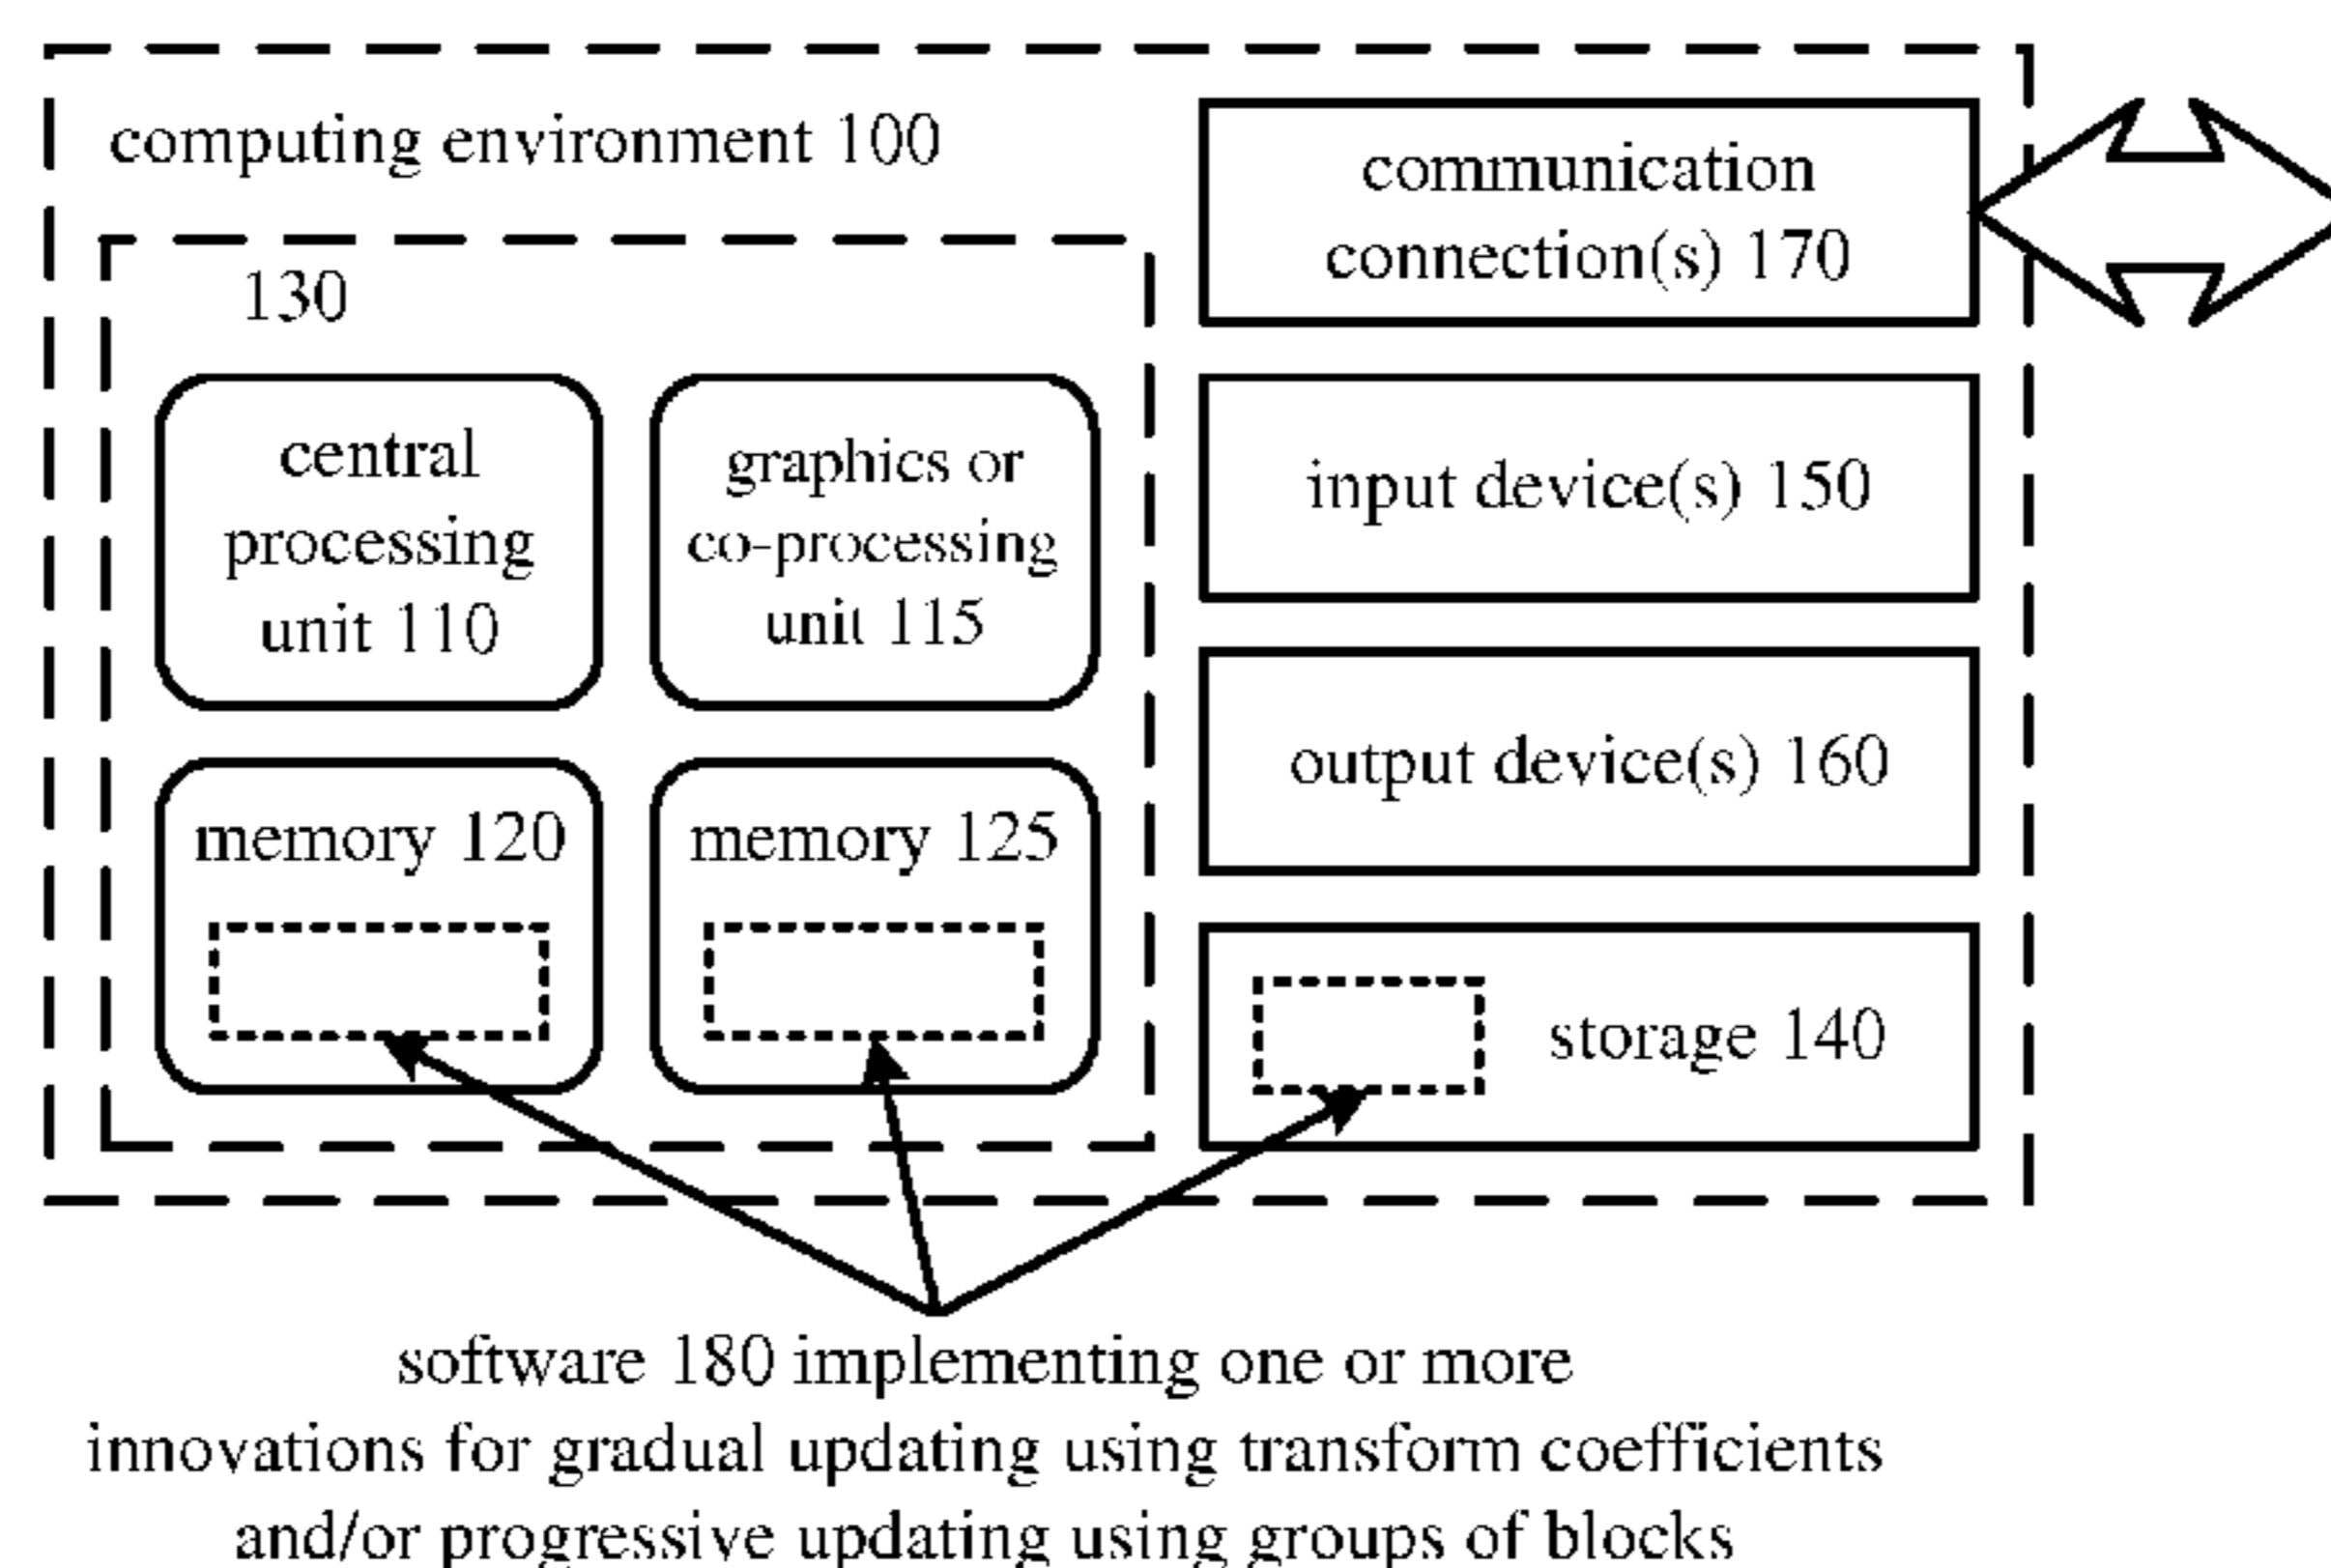 computing environment 100
130
central
processing
unit 110
graphics or
co-processing
unit 115
memory 120
memory 125
communication
connection(s) 170
input device(s) 150
output device(s) 160
storage 140
software 180 implementing one or more
innovations for gradual updating using transform coefficients
and/or progressive updating using groups of blocks